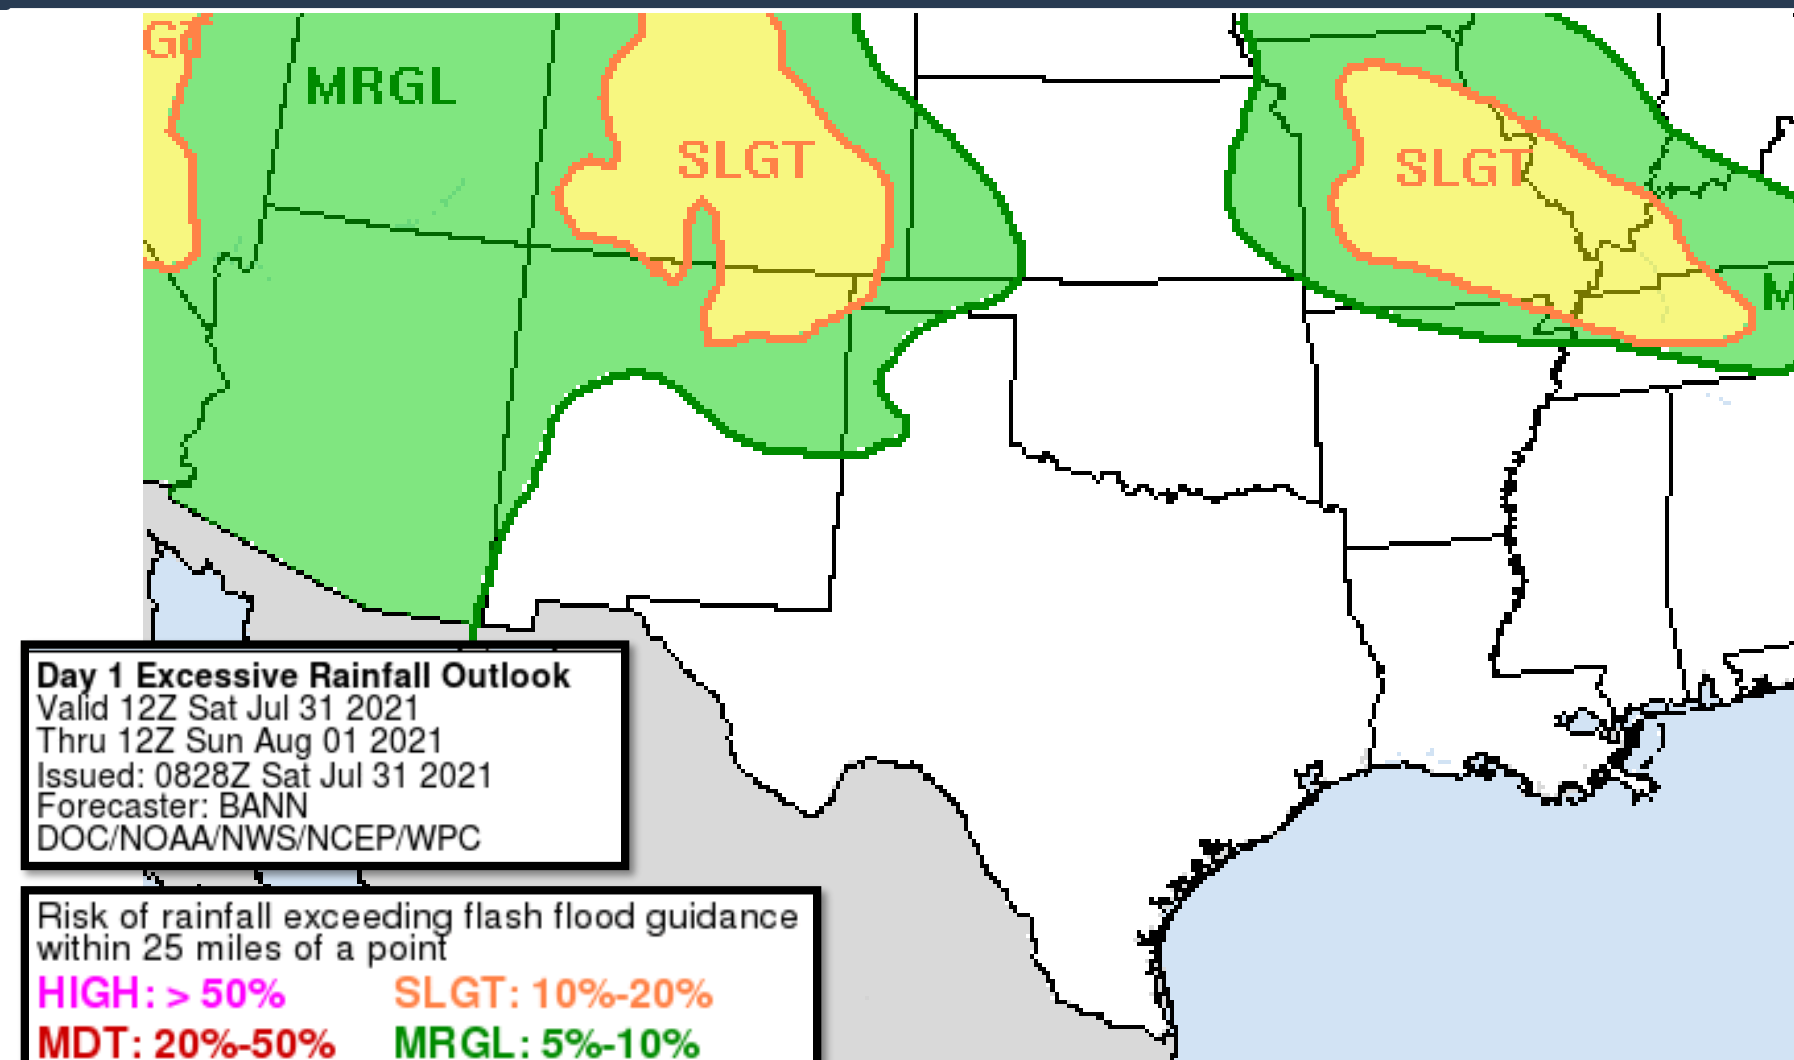 MRGL
SLGT
SLGT
M
Day 1 Excessive Rainfall Outlook
Valid 12Z Sat Jul 31 2021
Thru 12Z Sun Aug 01 2021
Issued: 0828Z Sat Jul 31 2021
Forecaster: BANN
DOC/NOAA/NWS/NCEP/WPC
Risk of rainfall exceeding flash flood guidance
within 25 miles of a point
HIGH: > 50% SLGT: 10%-20%
MDT: 20%-50% MRGL: 5%-10%